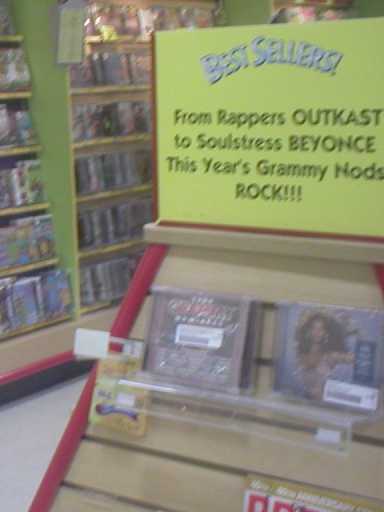 BEST SELLERS!
From Rappers OUTKAST
to Soulstress BEYONCE
This Year's Grammy Nods
ROCK!!!